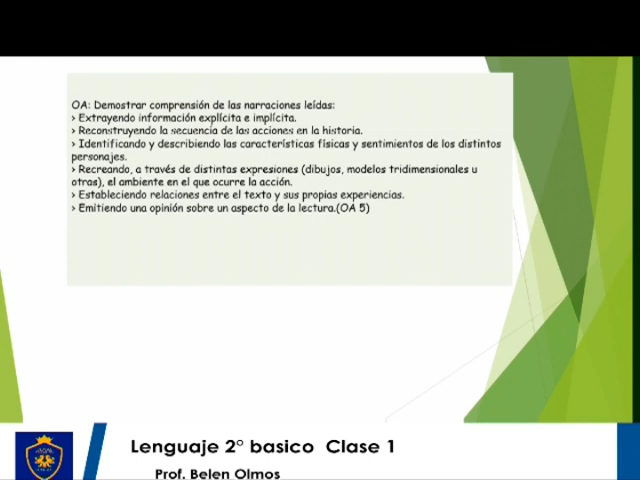 OA: Demostrar comprensión de las narraciones leídas:
› Extrayendo información explícita e implícita.
› Reconstruyendo la secuencia de las acciones en la historia.
› Identificando y describiendo las características físicas y sentimientos de los distintos
personajes.
› Recreando, a través de distintas expresiones (dibujos, modelos tridimensionales u
otras), el ambiente en el que ocurre la acción.
› Estableciendo relaciones entre el texto y sus propias experiencias.
› Emitiendo una opinión sobre un aspecto de la lectura.(OA 5)
Lenguaje 2° basico Clase 1
Prof. Belen Olmos